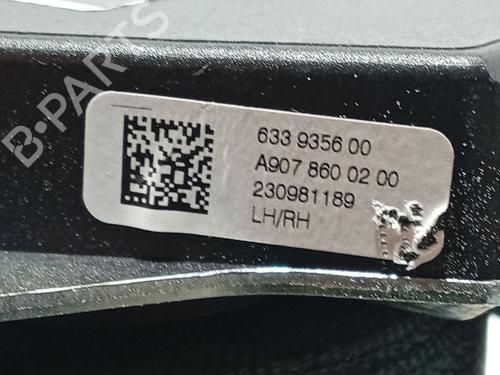 B-PARTS
633 9356 00
A907 860 02 00
230981189
LH/RH